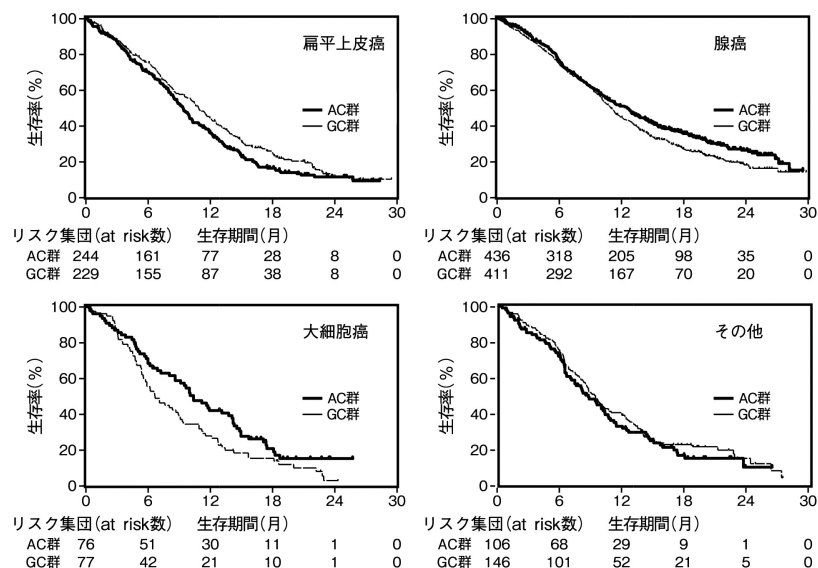 扁平上皮癌
生存率(%)
100
80
60
40
20
0
AC群
GC群
0 6 12 18 24 30
リスク集団(at risk数) 生存期間(月)
AC群 244 161 77 28 8 0
GC群 229 155 87 38 8 0
腺癌
生存率(%)
100
80
60
40
20
0
AC群
GC群
0 6 12 18 24 30
リスク集団(at risk数) 生存期間(月)
AC群 436 318 205 98 35 0
GC群 411 292 167 70 20 0
大細胞癌
生存率(%)
100
80
60
40
20
0
AC群
GC群
0 6 12 18 24 30
リスク集団(at risk数) 生存期間(月)
AC群 76 51 30 11 1 0
GC群 77 42 21 10 1 0
その他
生存率(%)
100
80
60
40
20
0
AC群
GC群
0 6 12 18 24 30
リスク集団(at risk数) 生存期間(月)
AC群 106 68 29 9 1 0
GC群 146 101 52 21 5 0